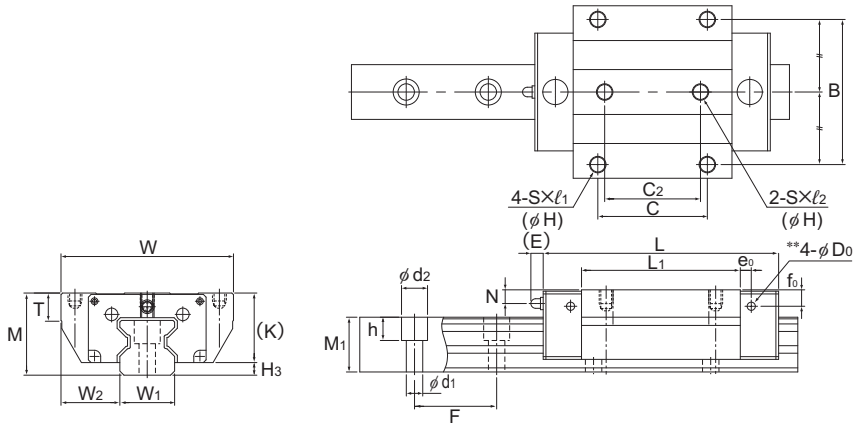 B
4-S×ℓ1
(φH)
C2
C
2-S×ℓ2
(φH)
W
(E)
L
**4-φD0
φd2
L1
e0
f0
T
M
(K)
N
h
M1
H3
W2
W1
φd1
F